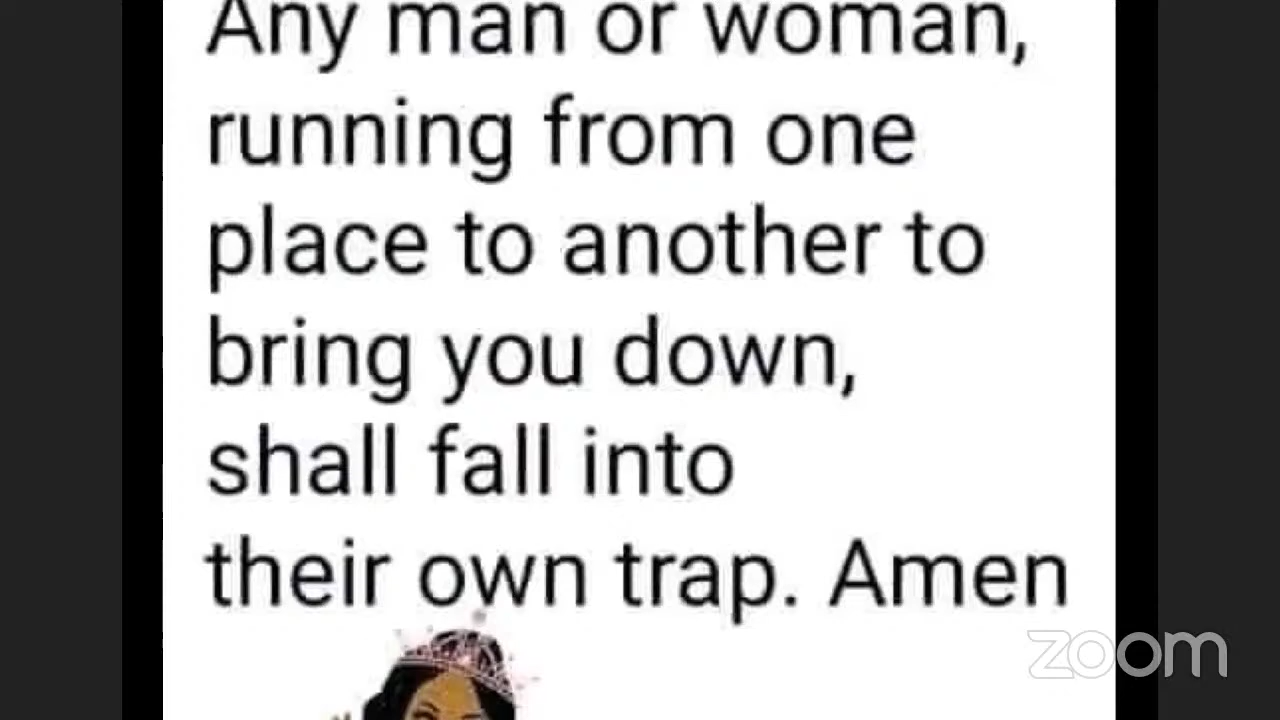 Any man or woman,
running from one
place to another to
bring you down,
shall fall into
their own trap. Amen
zoom